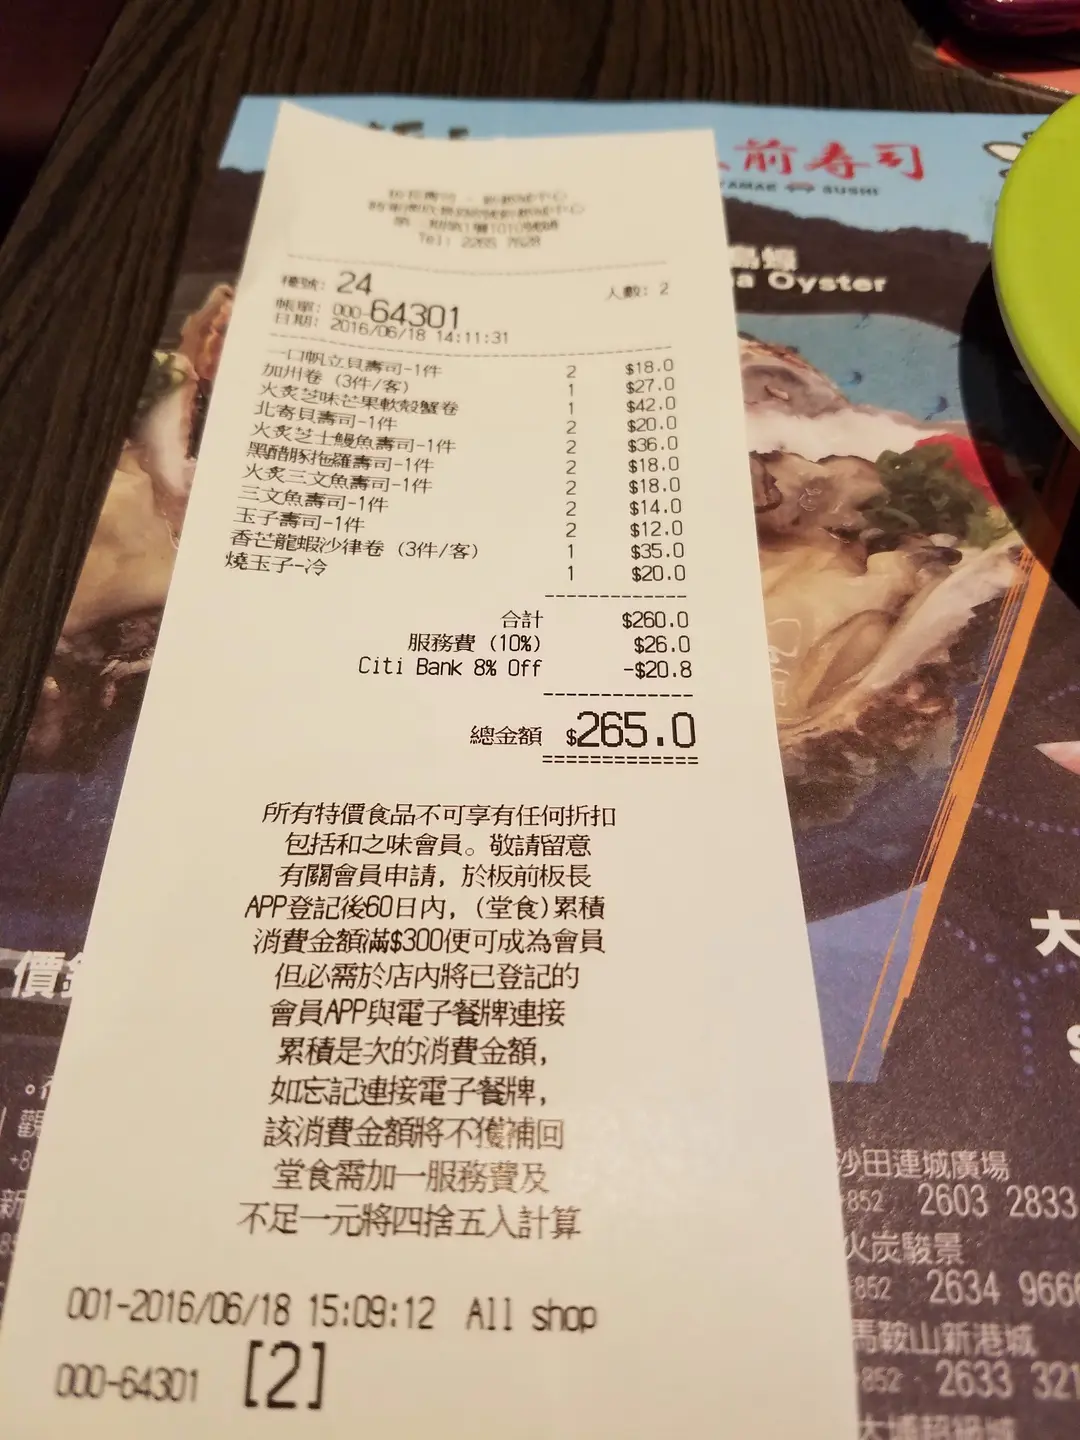 前寿司
SUSHI
Oyster
Tel: 2265 7628
檯號: 24
人數: 2
帳單: 000-64301
日期: 2016/06/18 14:11:31
一口帆立貝壽司-1件 2 $18.0
加州卷 (3件/客) 1 $27.0
火炙芝味芒果軟殼蟹卷 1 $42.0
北寄貝壽司-1件 2 $20.0
火炙芝士鰻魚壽司-1件 2 $36.0
黑醋豚拖羅壽司-1件 2 $18.0
火炙三文魚壽司-1件 2 $18.0
三文魚壽司-1件 2 $14.0
玉子壽司-1件 2 $12.0
香芒龍蝦沙律卷 (3件/客) 1 $35.0
燒玉子-冷 1 $20.0
合計 $260.0
服務費 (10%) $26.0
Citi Bank 8% Off -$20.8
總金額 $265.0
所有特價食品不可享有任何折扣
包括和之味會員。敬請留意
有關會員申請, 於板前板長
APP登記後60日內, (堂食)累積
消費金額滿$300便可成為會員
但必需於店內將已登記的
會員APP與電子餐牌連接
累積是次的消費金額,
如忘記連接電子餐牌,
該消費金額將不獲補回
堂食需加一服務費及
不足一元將四捨五入計算
001-2016/06/18 15:09:12 All shop
000-64301 [2]
沙田連城廣場
852 2603 2833
火炭駿景
852 2634 966
馬鞍山新港城
852 2633 321